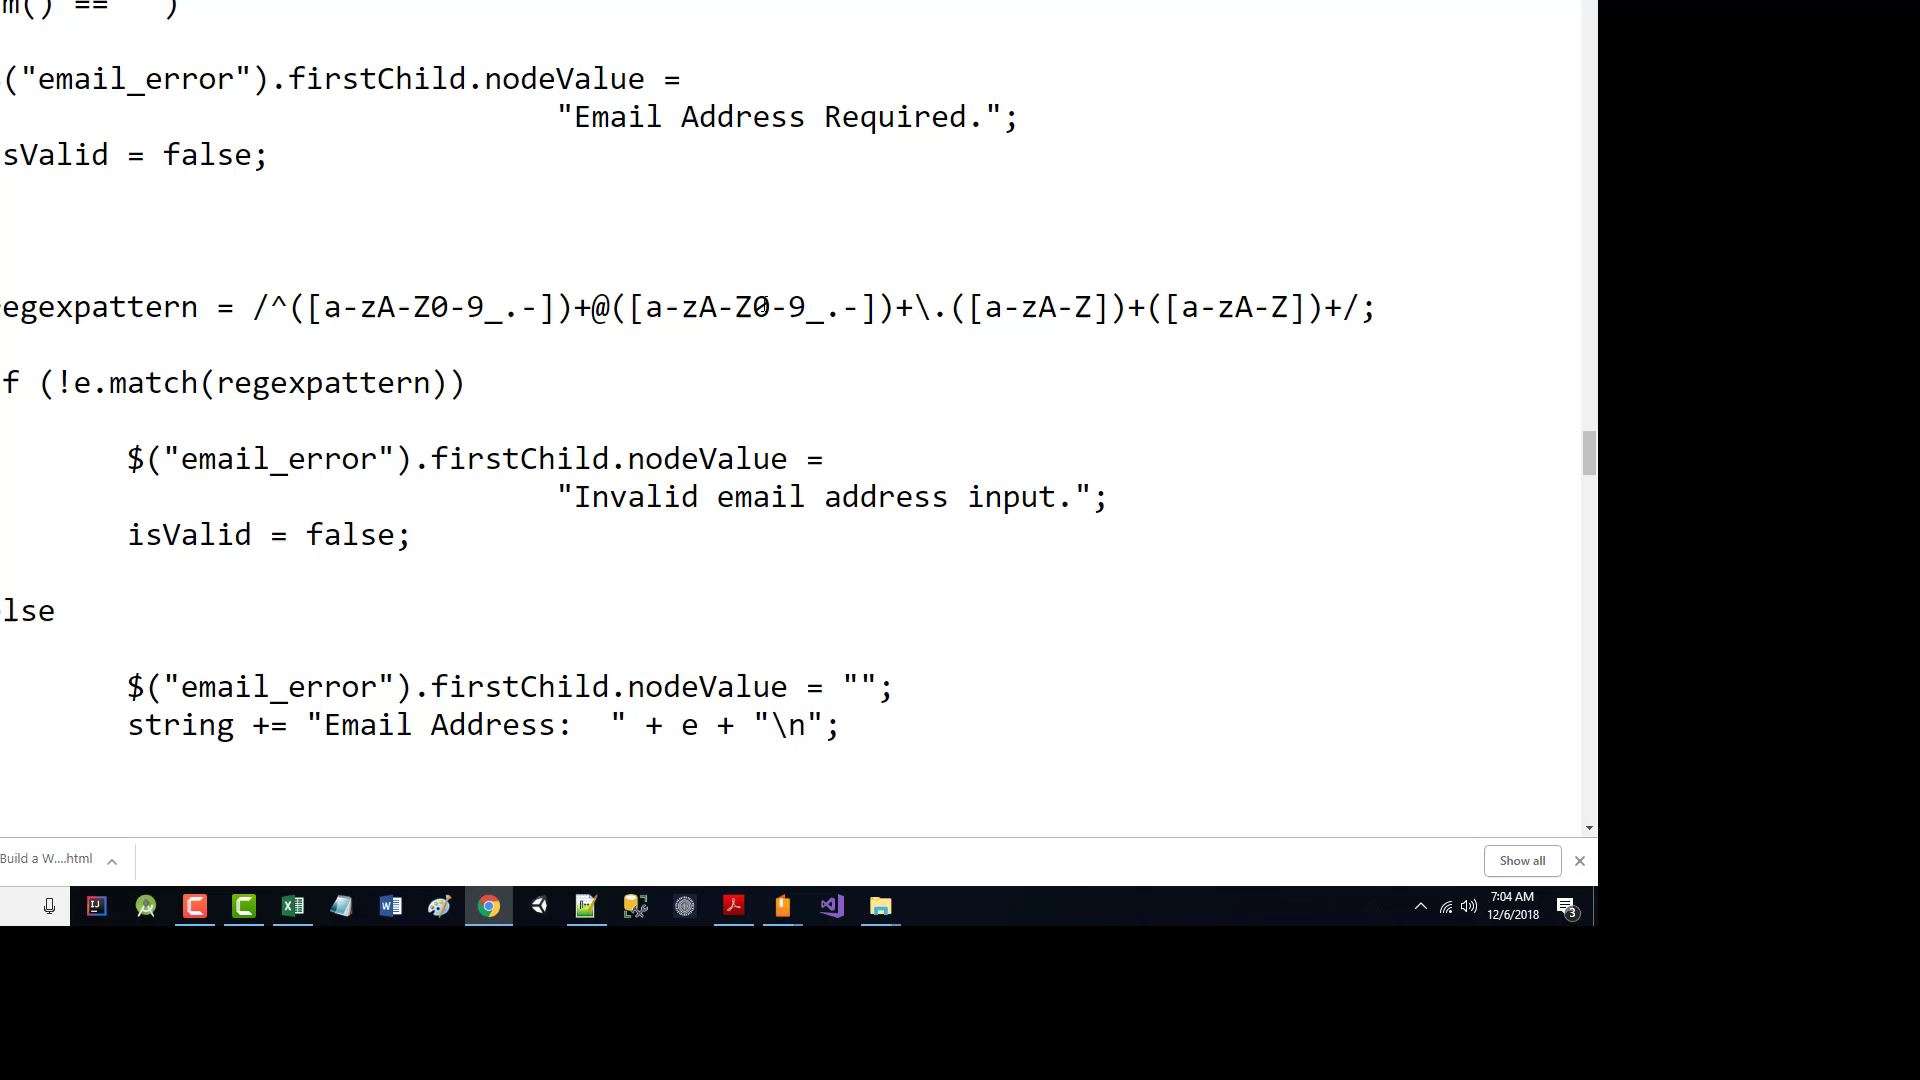 m() == "")
("email_error").firstChild.nodeValue =
"Email Address Required.";
sValid = false;
egexpattern = /^([a-zA-Z0-9_.-])+@([a-zA-Z0-9_.-])+\.([a-zA-Z])+([a-zA-Z])+/;
f (!e.match(regexpattern))
$("email_error").firstChild.nodeValue =
"Invalid email address input.";
isValid = false;
lse
$("email_error").firstChild.nodeValue = "";
string += "Email Address:  " + e + "\n";
Build a W....html
Show all
7:04 AM
12/6/2018
3